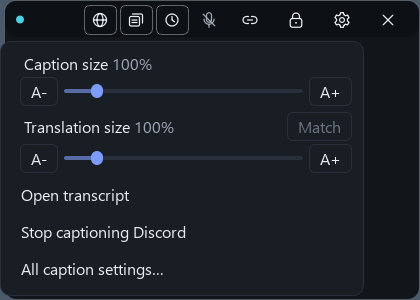 Caption size 100%
A- A+
Translation size 100% Match
A- A+
Open transcript
Stop captioning Discord
All caption settings...